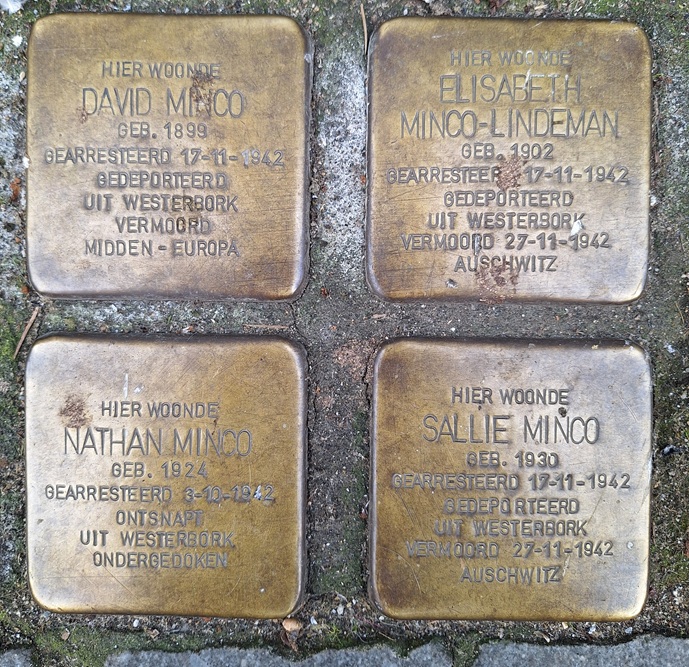 HIER WOONDE
DAVID MINCO
GEB. 1899
GEARRESTEERD 17-11-1942
GEDEPORTEERD
UIT WESTERBORK
VERMOORD
MIDDEN-EUROPA
HIER WOONDE
ELISABETH
MINCO-LINDEMAN
GEB. 1902
GEARRESTEERD 17-11-1942
GEDEPORTEERD
UIT WESTERBORK
VERMOORD 27-11-1942
AUSCHWITZ
HIER WOONDE
NATHAN MINCO
GEB. 1924
GEARRESTEERD 3-10-1942
ONTSNAPT
UIT WESTERBORK
ONDERGEDOKEN
HIER WOONDE
SALLIE MINCO
GEB. 1930
GEARRESTEERD 17-11-1942
GEDEPORTEERD
UIT WESTERBORK
VERMOORD 27-11-1942
AUSCHWITZ